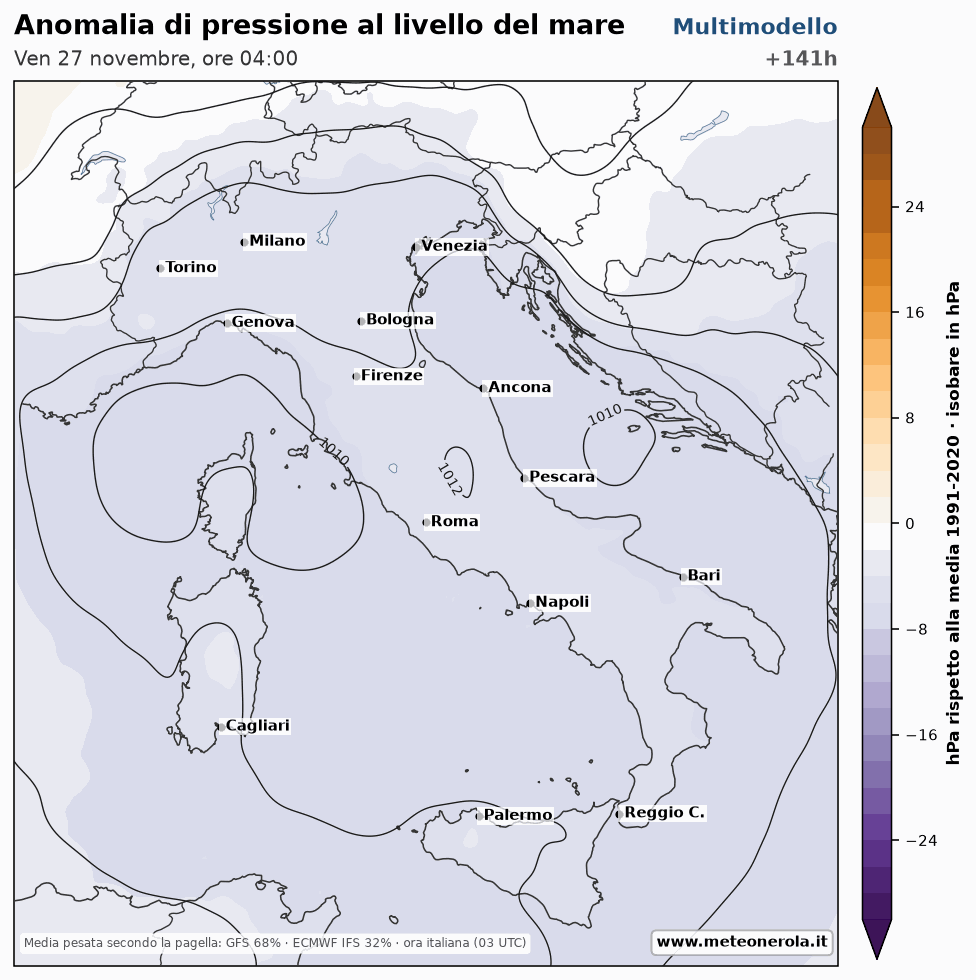 Anomalia di pressione al livello del mare
Multimodello
Ven 27 novembre, ore 04:00
+141h
Milano
Venezia
Torino
Genova
Bologna
Firenze
Ancona
1010
1010
1012
Pescara
Roma
Bari
Napoli
Cagliari
Palermo
Reggio C.
24
16
8
0
−8
−16
−24
hPa rispetto alla media 1991-2020 · isobare in hPa
Media pesata secondo la pagella: GFS 68% · ECMWF IFS 32% · ora italiana (03 UTC)
www.meteonerola.it